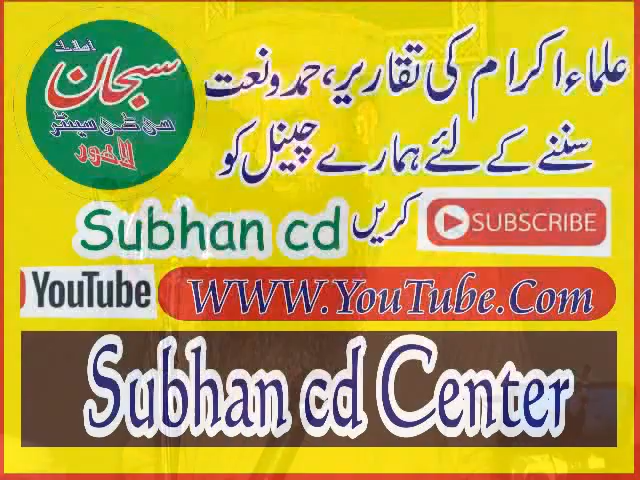 سبحان
سی ڈی سینٹر
لاہور
علماء اکرام کی تقاریر، حمد ونعت
سننے کے لئے ہمارے چینل کو
Subhan cd کریں SUBSCRIBE
YouTube WWW.YouTube.Com
Subhan cd Center